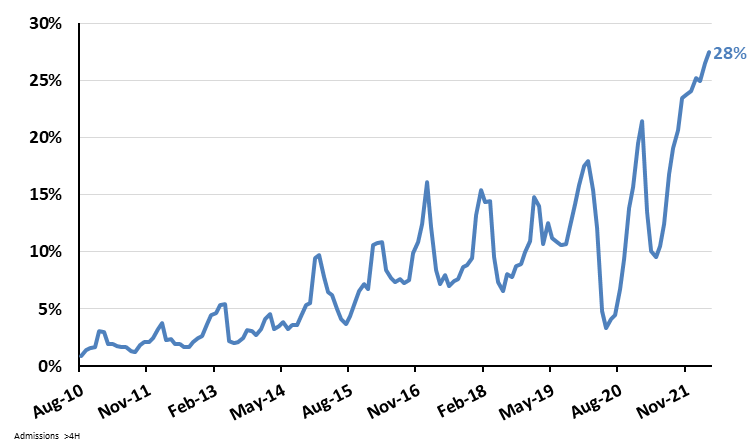 30%
25%
20%
15%
10%
5%
0%
28%
Aug-10
Nov-11
Feb-13
May-14
Aug-15
Nov-16
Feb-18
May-19
Aug-20
Nov-21
Admissions >4H